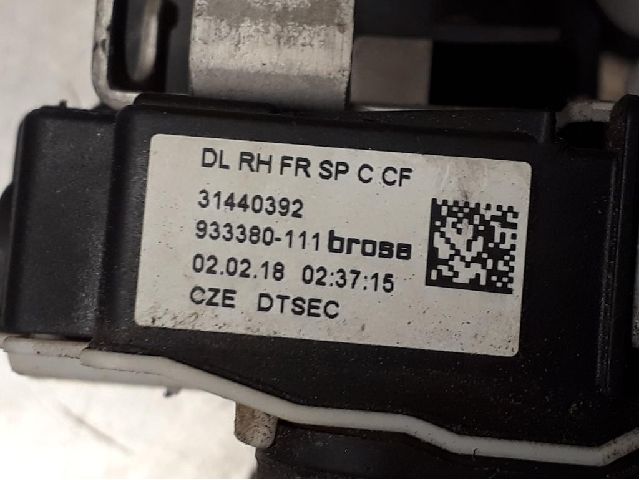 DL RH FR SP C CF
31440392
933380-111 brose
02.02.18 02:37:15
CZE DTSEC